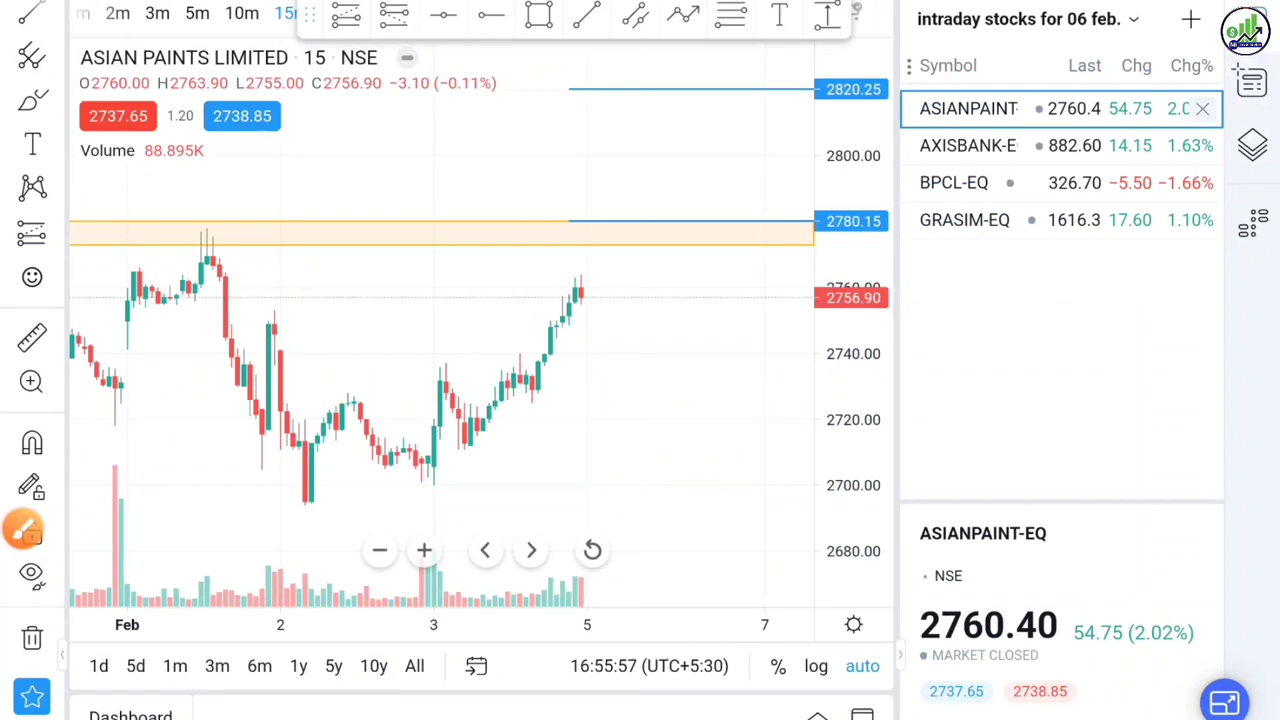 m 2m 3m 5m 10m 15
ASIAN PAINTS LIMITED · 15 · NSE
O2760.00 H2763.90 L2755.00 C2756.90 −3.10 (−0.11%)
2737.65 1.20 2738.85
Volume 88.895K
2820.25
2800.00
2780.15
2760.00
2756.90
2740.00
2720.00
2700.00
2680.00
Feb 2 3 5 7
1d 5d 1m 3m 6m 1y 5y 10y All 16:55:57 (UTC+5:30) % log auto
Dashboard
intraday stocks for 06 feb.
Symbol Last Chg Chg%
ASIANPAINT- 2760.4 54.75 2.0
AXISBANK-E 882.60 14.15 1.63%
BPCL-EQ 326.70 −5.50 −1.66%
GRASIM-EQ 1616.3 17.60 1.10%
ASIANPAINT-EQ
NSE
2760.40 54.75 (2.02%)
MARKET CLOSED
2737.65 2738.85